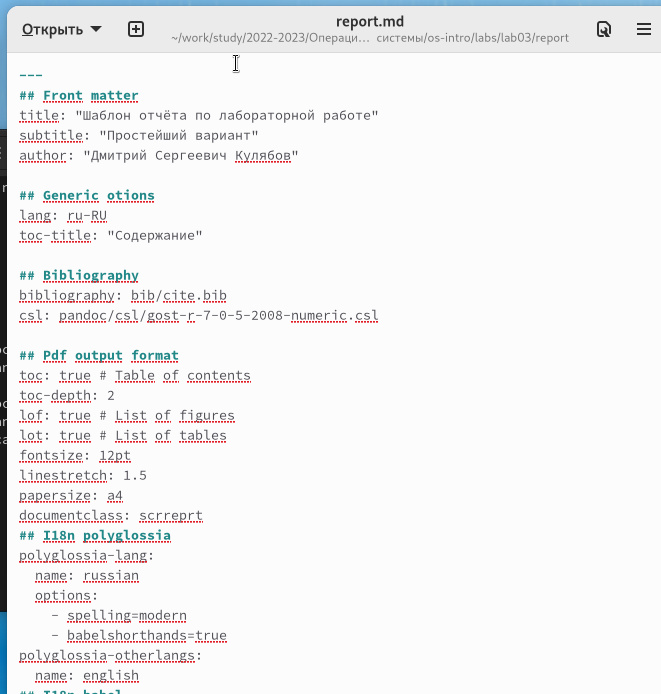 Открыть
report.md
~/work/study/2022-2023/Операци... системы/os-intro/labs/lab03/report
---
## Front matter
title: "Шаблон отчёта по лабораторной работе"
subtitle: "Простейший вариант"
author: "Дмитрий Сергеевич Кулябов"
## Generic otions
lang: ru-RU
toc-title: "Содержание"
## Bibliography
bibliography: bib/cite.bib
csl: pandoc/csl/gost-r-7-0-5-2008-numeric.csl
## Pdf output format
toc: true # Table of contents
toc-depth: 2
lof: true # List of figures
lot: true # List of tables
fontsize: 12pt
linestretch: 1.5
papersize: a4
documentclass: scrreprt
## I18n polyglossia
polyglossia-lang:
  name: russian
  options:
    - spelling=modern
    - babelshorthands=true
polyglossia-otherlangs:
  name: english
## I18n babel